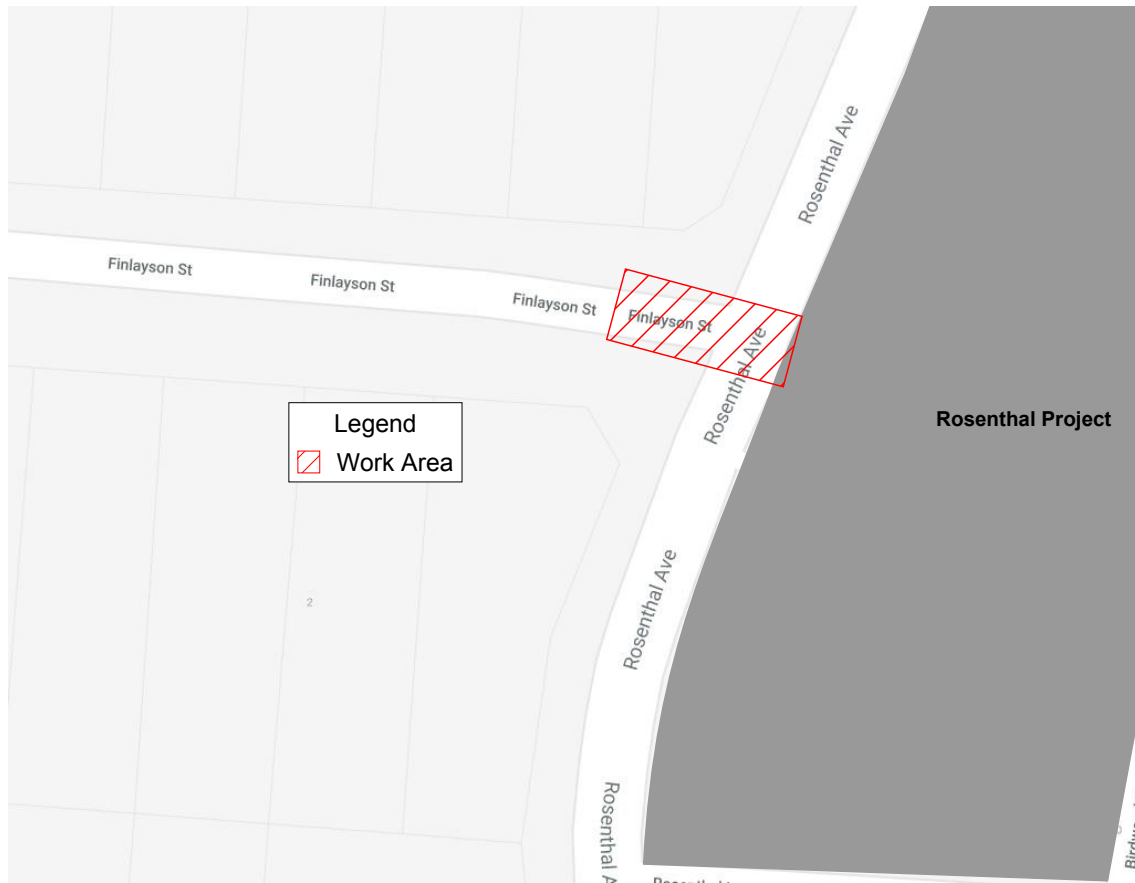 Rosenthal Ave
Finlayson St
Finlayson St
Finlayson St
Finlayson St
Rosenthal Ave
Legend
Work Area
Rosenthal Project
Rosenthal Ave
2
Rosenthal A